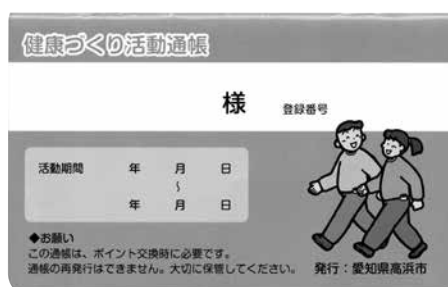 健康づくり活動通帳
様 登録番号
活動期間 年 月 日
～
年 月 日
◆お願い
この通帳は、ポイント交換時に必要です。
通帳の再発行はできません。大切に保管してください。
発行：愛知県高浜市